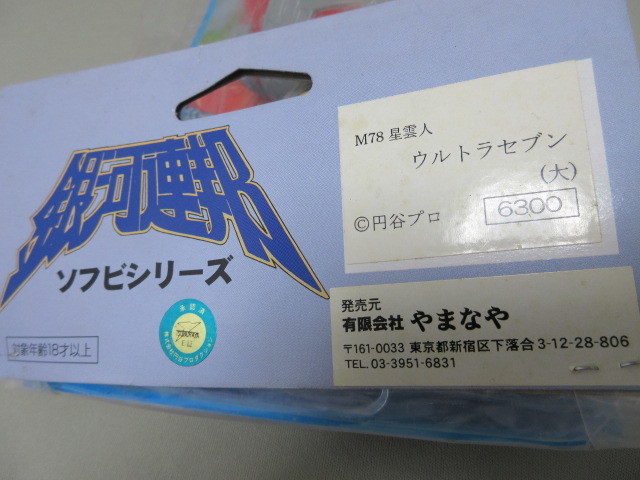 銀河連邦
ソフビシリーズ
対象年齢18才以上
M78 星雲人
ウルトラセブン
(大)
©円谷プロ
6300
発売元
有限会社 やまなや
〒161-0033 東京都新宿区下落合3-12-28-806
TEL.03-3951-6831